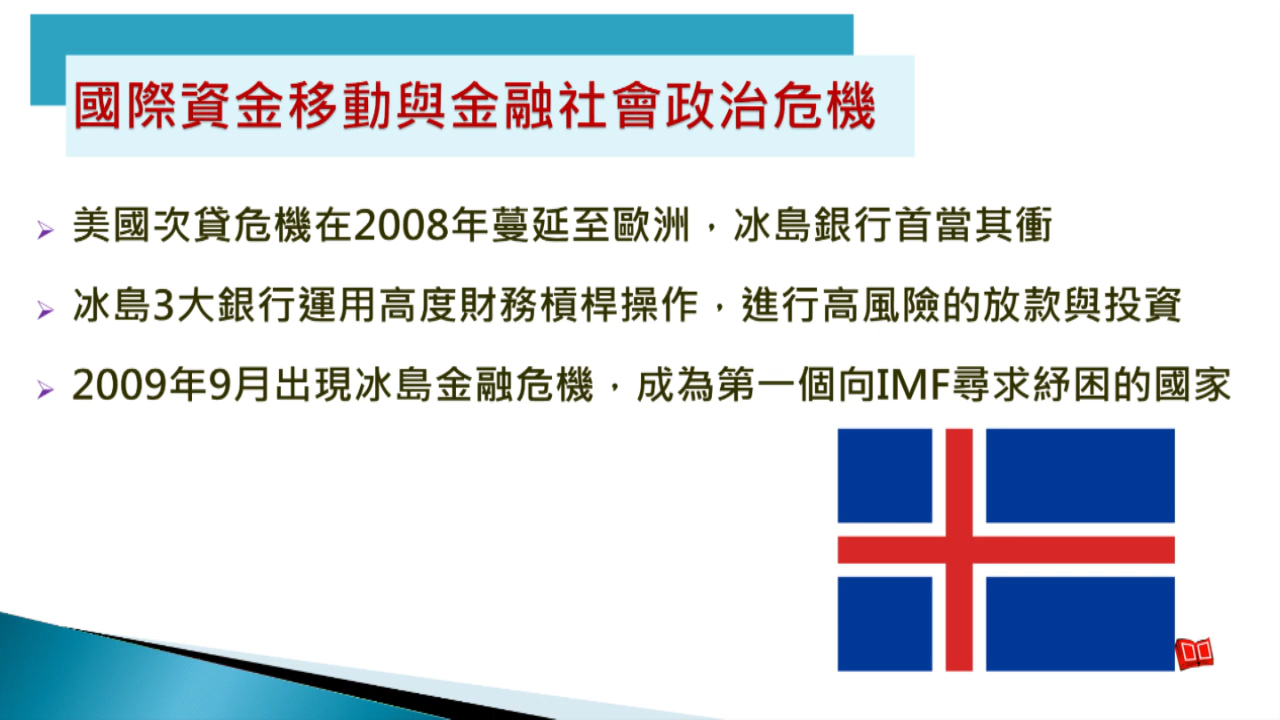 國際資金移動與金融社會政治危機
美國次貸危機在2008年蔓延至歐洲，冰島銀行首當其衝
冰島3大銀行運用高度財務槓桿操作，進行高風險的放款與投資
2009年9月出現冰島金融危機，成為第一個向IMF尋求紓困的國家